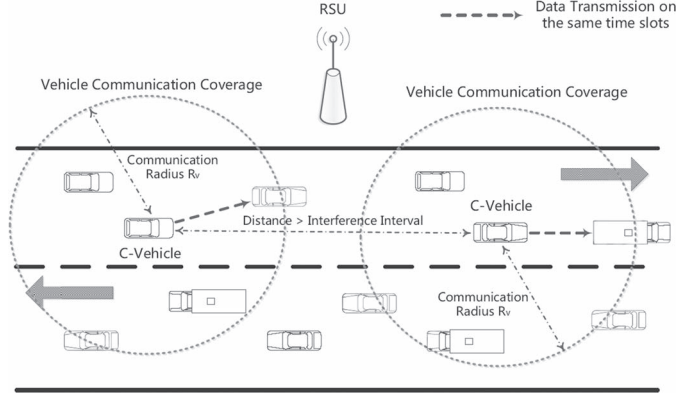 RSU
Data Transmission on
the same time slots
Vehicle Communication Coverage
Vehicle Communication Coverage
Communication
Radius Rv
C-Vehicle
Distance > Interference Interval
C-Vehicle
Communication
Radius Rv